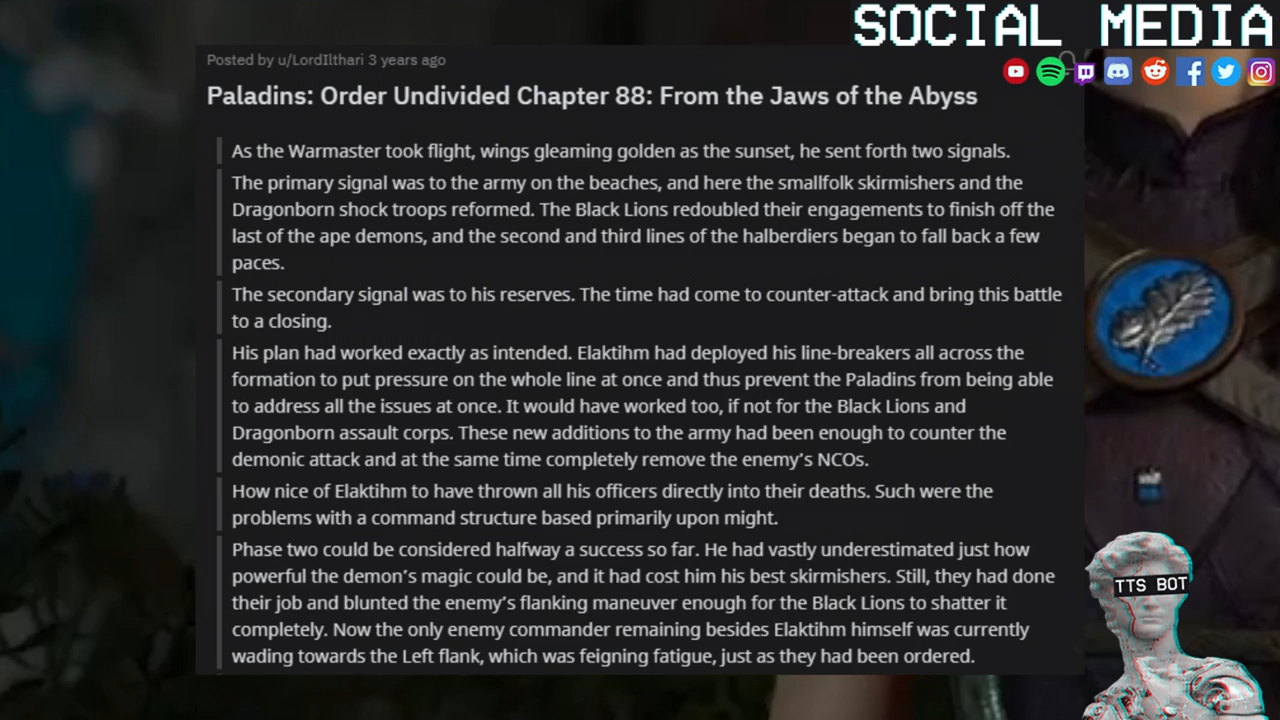 SOCIAL MEDIA
Posted by u/LordIlthari 3 years ago
Paladins: Order Undivided Chapter 88: From the Jaws of the Abyss
As the Warmaster took flight, wings gleaming golden as the sunset, he sent forth two signals.
The primary signal was to the army on the beaches, and here the smallfolk skirmishers and the
Dragonborn shock troops reformed. The Black Lions redoubled their engagements to finish off the
last of the ape demons, and the second and third lines of the halberdiers began to fall back a few
paces.
The secondary signal was to his reserves. The time had come to counter-attack and bring this battle
to a closing.
His plan had worked exactly as intended. Elaktihm had deployed his line-breakers all across the
formation to put pressure on the whole line at once and thus prevent the Paladins from being able
to address all the issues at once. It would have worked too, if not for the Black Lions and
Dragonborn assault corps. These new additions to the army had been enough to counter the
demonic attack and at the same time completely remove the enemy’s NCOs.
How nice of Elaktihm to have thrown all his officers directly into their deaths. Such were the
problems with a command structure based primarily upon might.
Phase two could be considered halfway a success so far. He had vastly underestimated just how
powerful the demon’s magic could be, and it had cost him his best skirmishers. Still, they had done
their job and blunted the enemy’s flanking maneuver enough for the Black Lions to shatter it
completely. Now the only enemy commander remaining besides Elaktihm himself was currently
wading towards the Left flank, which was feigning fatigue, just as they had been ordered.
TTS BOT